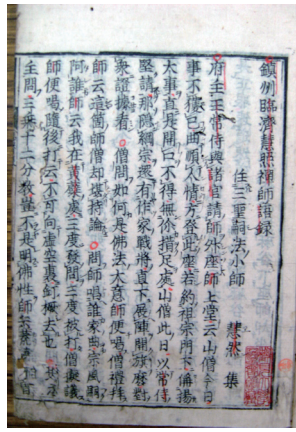 鎮州臨濟慧照禪師語録
住三聖嗣法小師 慧然 集
府主王常侍與諸官請師升座師上堂云山僧今日
事不獲已曲順人情方登此座若約祖宗門下稱揚
大事直是開口不得無你措足處山僧此日以常侍
堅請那隱綱宗還有作家戰將直下展陣開旗麼對
衆證據看 僧問如何是佛法大意師便喝僧禮拜
師云這箇師僧却堪持論 問師唱誰家曲宗風嗣
阿誰師云我在黃蘗處三度發問三度被打僧擬議
師便喝隨後打云不可向虛空裏釘橛去也 有座
主問三乘十二分教豈不是明佛性師云荒草不曾